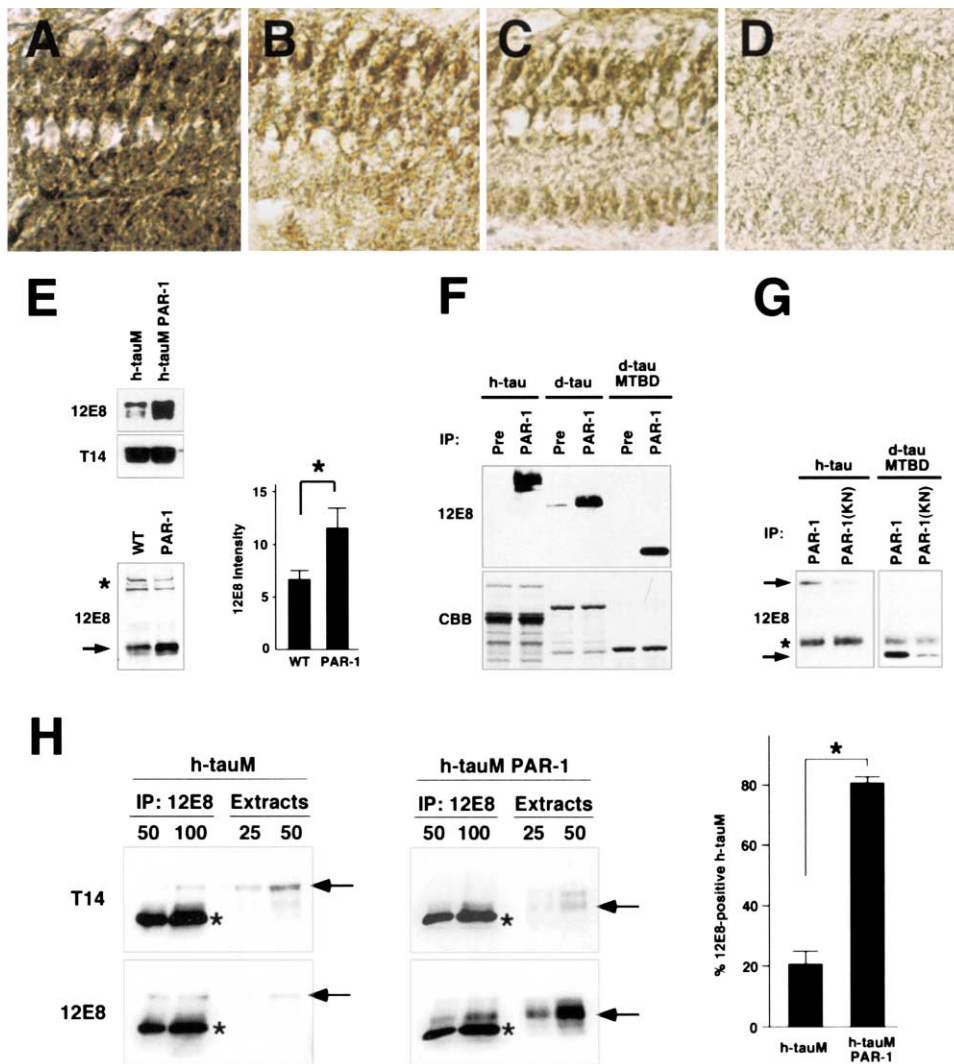 A B C D
E
h-tauM
h-tauM PAR-1
12E8
T14
WT
PAR-1
*
12E8
*
15
10
5
0
12E8 Intensity
WT PAR-1
F
h-tau d-tau d-tau MTBD
IP: Pre PAR-1 Pre PAR-1 Pre PAR-1
12E8
CBB
G
h-tau d-tau MTBD
IP: PAR-1 PAR-1(KN) PAR-1 PAR-1(KN)
12E8
*
H
h-tauM
IP: 12E8 Extracts
50 100 25 50
T14
*
12E8
*
h-tauM PAR-1
IP: 12E8 Extracts
50 100 25 50
*
*
*
80
60
40
20
0
% 12E8-positive h-tauM
h-tauM h-tauM PAR-1